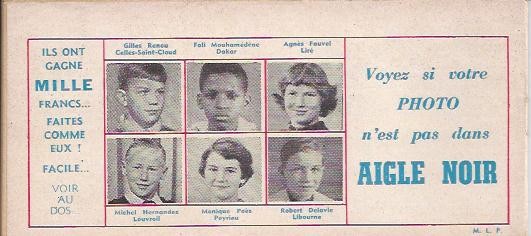 ILS ONT
GAGNE
MILLE
FRANCS...
FAITES
COMME
EUX !
FACILE...
VOIR
AU
DOS
Gilles Renou
Celles-Saint-Cloud
Fali Mouhamedène
Dakar
Agnès Fauvel
Liré
Michel Hernandez
Louvroil
Monique Poës
Peyrieu
Robert Delavie
Libourne
Voyez si votre
PHOTO
n'est pas dans
AIGLE NOIR
M. L. P.